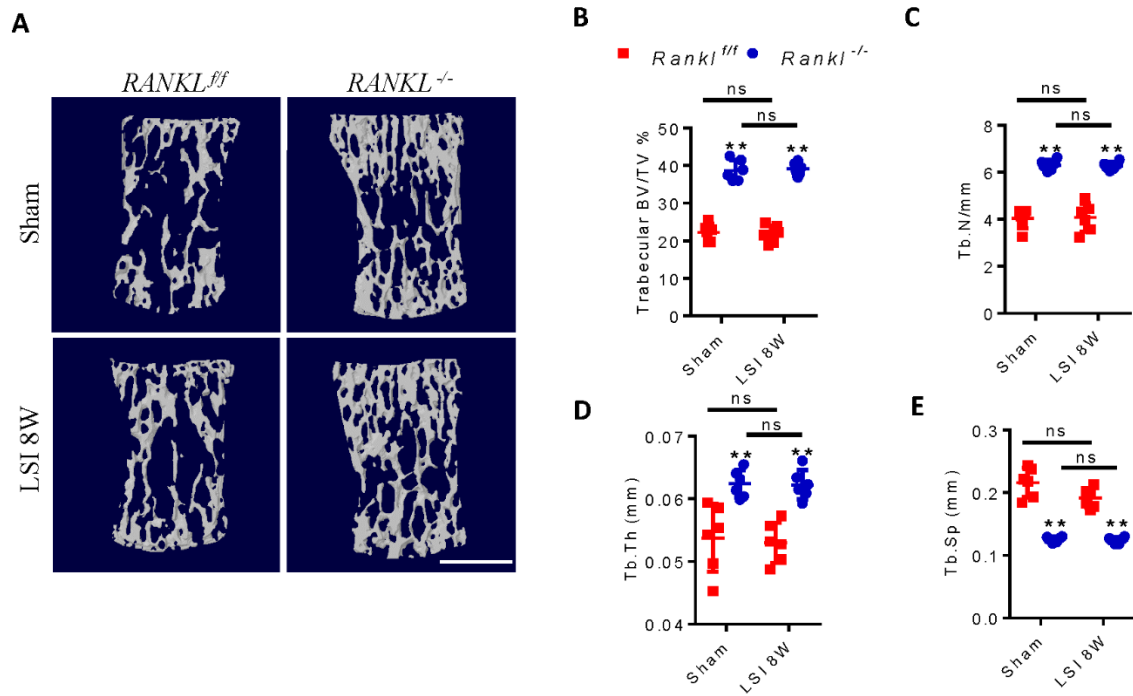 A
RANKL f/f
RANKL -/-
Sham
LSI 8W
B
Rankl f/f
Rankl -/-
ns
ns
** **
Trabecular BV/TV %
50
40
30
20
10
0
Sham
LSI 8W
C
ns
ns
** **
Tb.N/mm
8
6
4
2
0
Sham
LSI 8W
D
ns
ns
** **
Tb.Th (mm)
0.07
0.06
0.05
0.04
Sham
LSI 8W
E
ns
ns
** **
Tb.Sp (mm)
0.3
0.2
0.1
0.0
Sham
LSI 8W